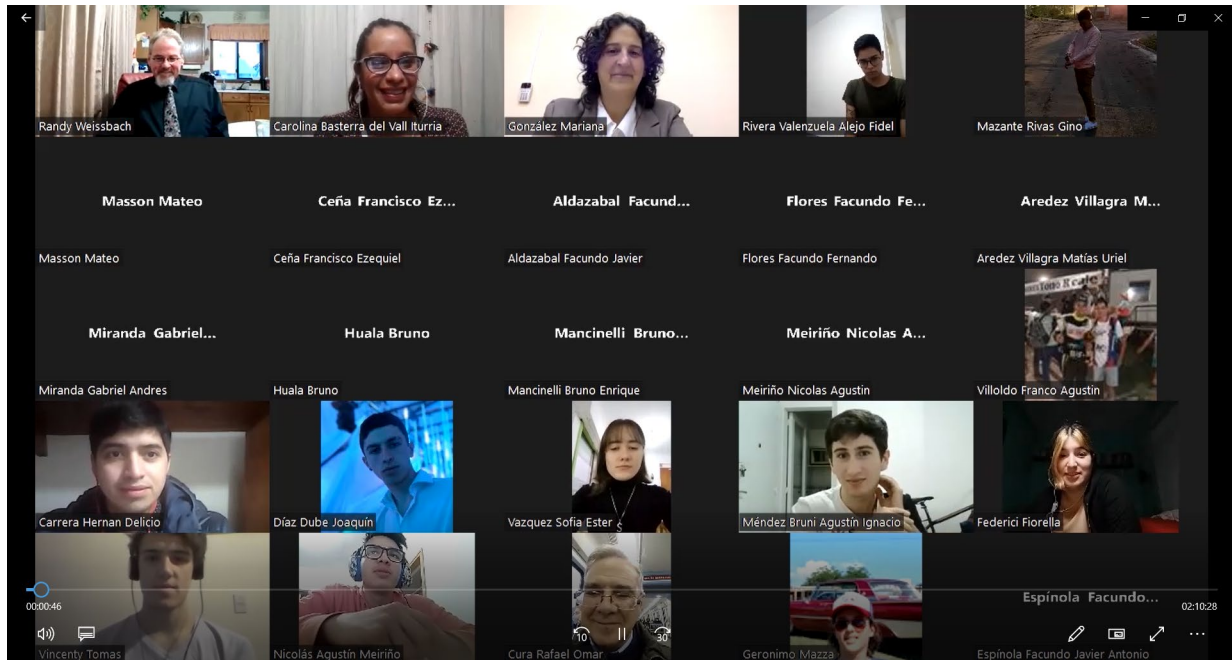 Randy Weissbach
Carolina Basterra del Vall Iturria
González Mariana
Rivera Valenzuela Alejo Fidel
Mazante Rivas Gino
Masson Mateo
Ceña Francisco Ez...
Aldazabal Facund...
Flores Facundo Fe...
Aredez Villagra M...
Masson Mateo
Ceña Francisco Ezequiel
Aldazabal Facundo Javier
Flores Facundo Fernando
Aredez Villagra Matías Uriel
Miranda Gabriel...
Huala Bruno
Mancinelli Bruno...
Meiriño Nicolas A...
Miranda Gabriel Andres
Huala Bruno
Mancinelli Bruno Enrique
Meiriño Nicolas Agustin
Villoldo Franco Agustin
Carrera Hernan Delicio
Díaz Dube Joaquín
Vazquez Sofia Ester
Méndez Bruni Agustín Ignacio
Federici Fiorella
Espínola Facundo...
00:00:46
02:10:28
10
30
Vincenty Tomas
Nicolás Agustín Meiriño
Cura Rafael Omar
Geronimo Mazza
Espínola Facundo Javier Antonio